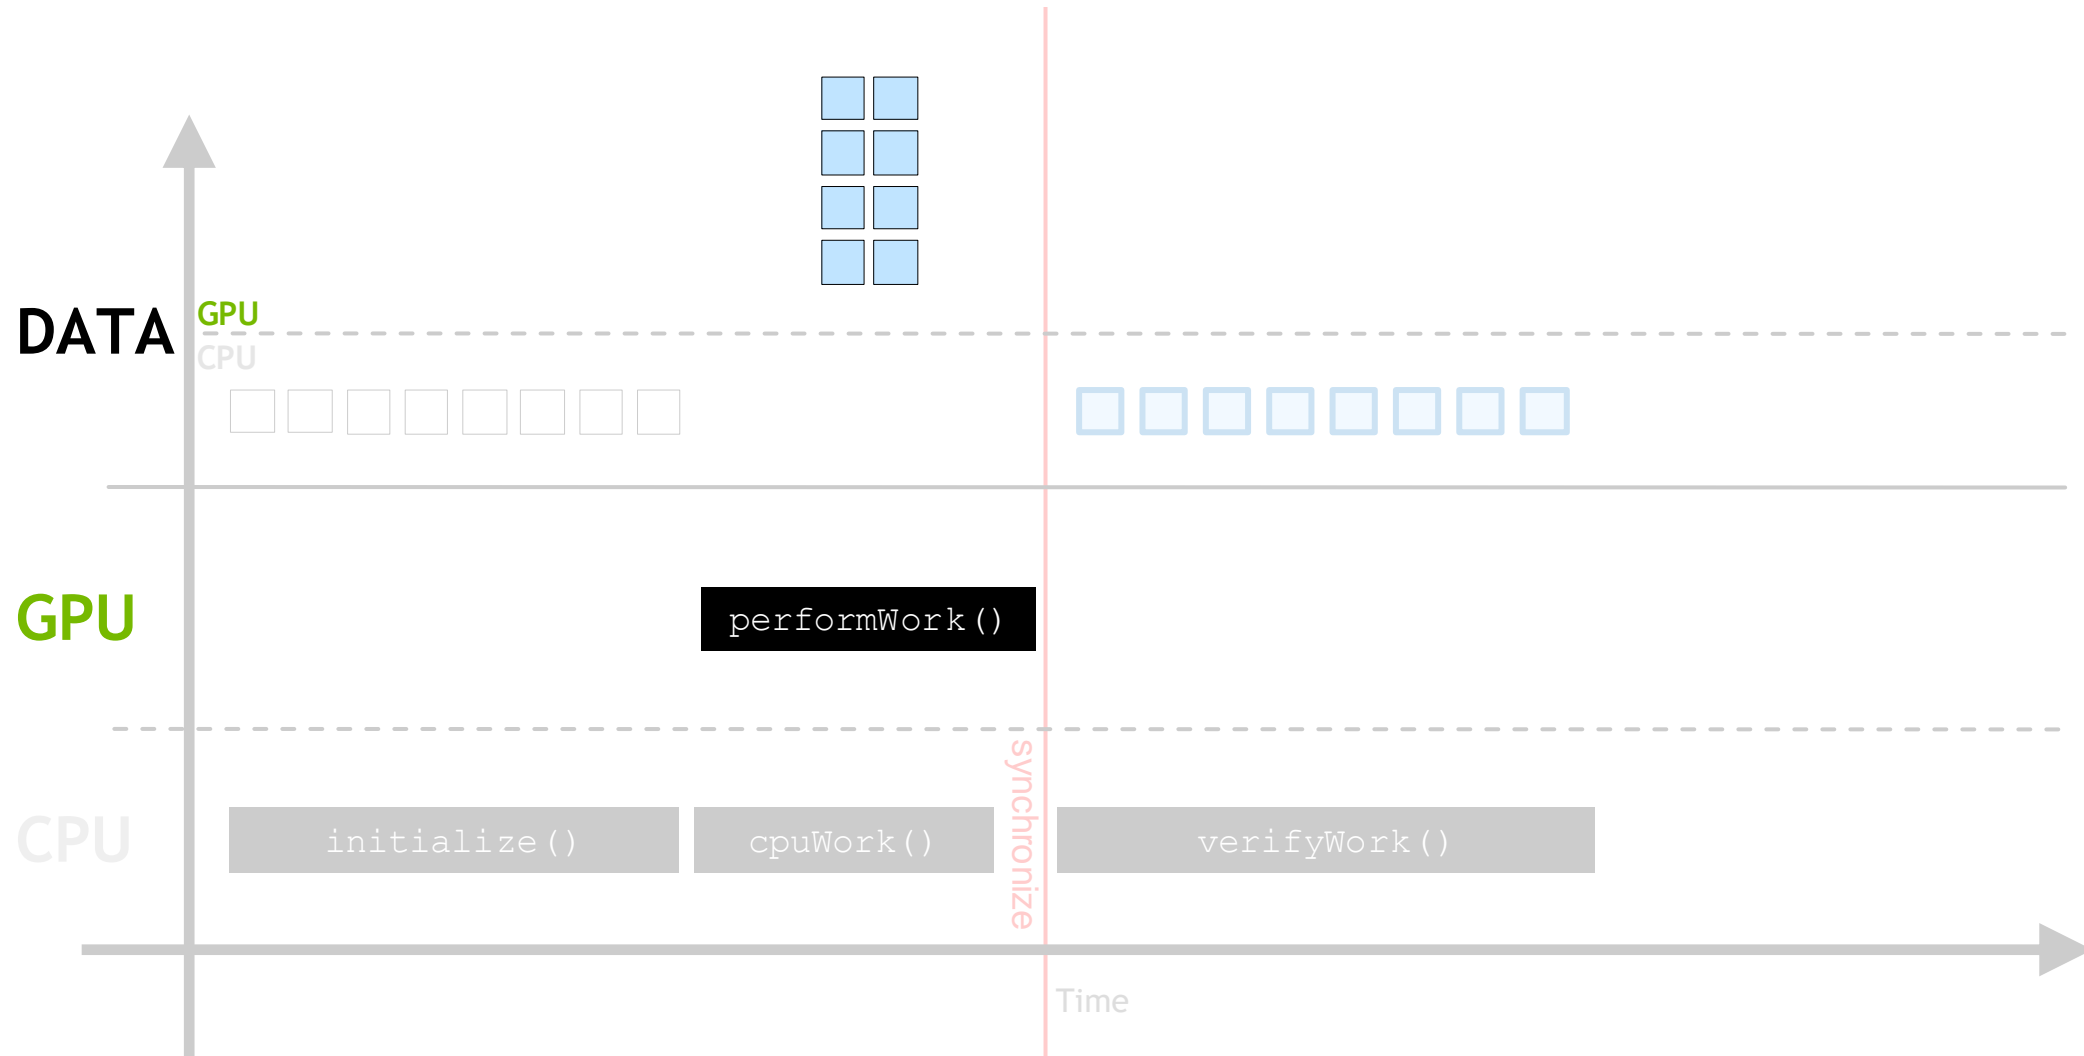 DATA
GPU
CPU
GPU
performWork()
CPU
initialize()
cpuWork()
synchronize
verifyWork()
Time